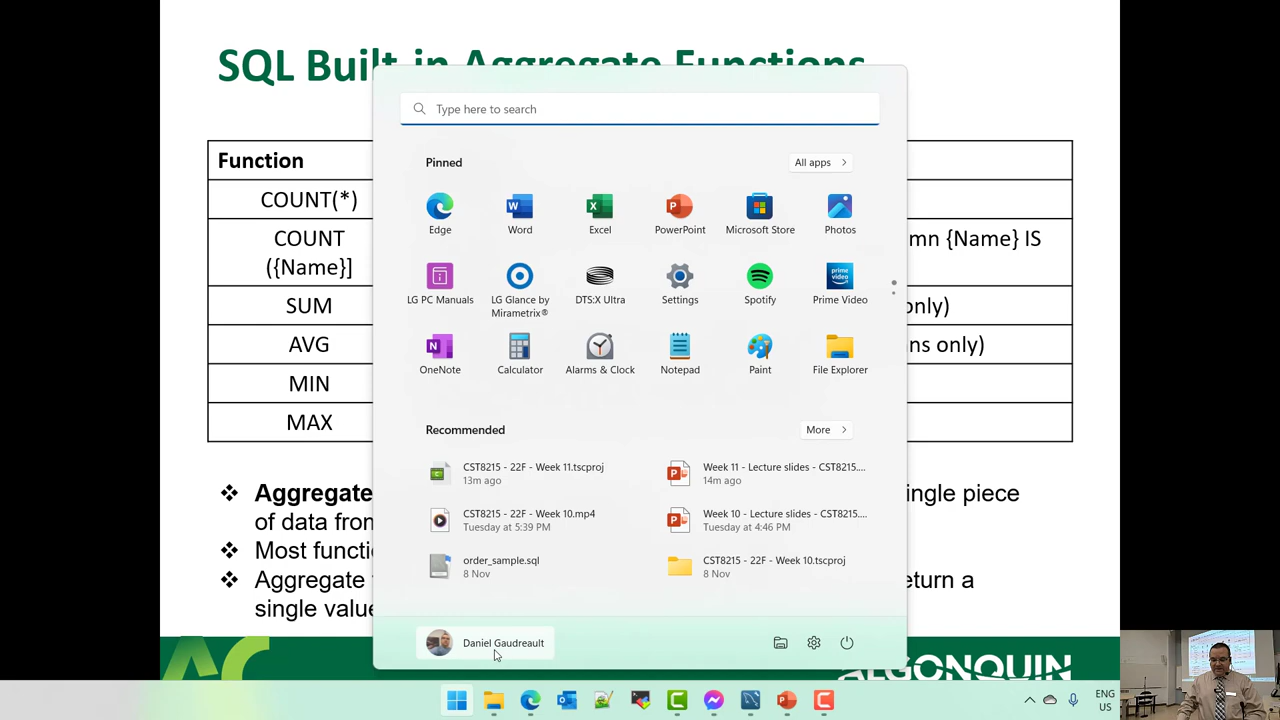 SQL Built-in Aggregate Functions
Type here to search
Pinned
All apps
Function
COUNT(*)
COUNT
({Name}]
SUM
AVG
MIN
MAX
mn {Name} IS
only)
ns only)
Edge
Word
Excel
PowerPoint
Microsoft Store
Photos
LG PC Manuals
LG Glance by
Mirametrix®
DTS:X Ultra
Settings
Spotify
Prime Video
OneNote
Calculator
Alarms & Clock
Notepad
Paint
File Explorer
Recommended
More
CST8215 - 22F - Week 11.tscproj
13m ago
Week 11 - Lecture slides - CST8215....
14m ago
CST8215 - 22F - Week 10.mp4
Tuesday at 5:39 PM
Week 10 - Lecture slides - CST8215....
Tuesday at 4:46 PM
order_sample.sql
8 Nov
CST8215 - 22F - Week 10.tscproj
8 Nov
❖ Aggregate
ingle piece
of data from
❖ Most functi
❖ Aggregate
eturn a
single value
Daniel Gaudreault
ALGONQUIN
ENG
US